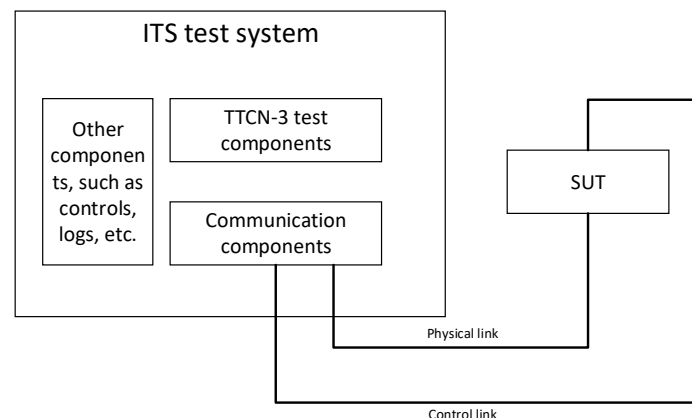 ITS test system
Other
componen
ts, such as
controls,
logs, etc.
TTCN-3 test
components
Communication
components
SUT
Physical link
Control link